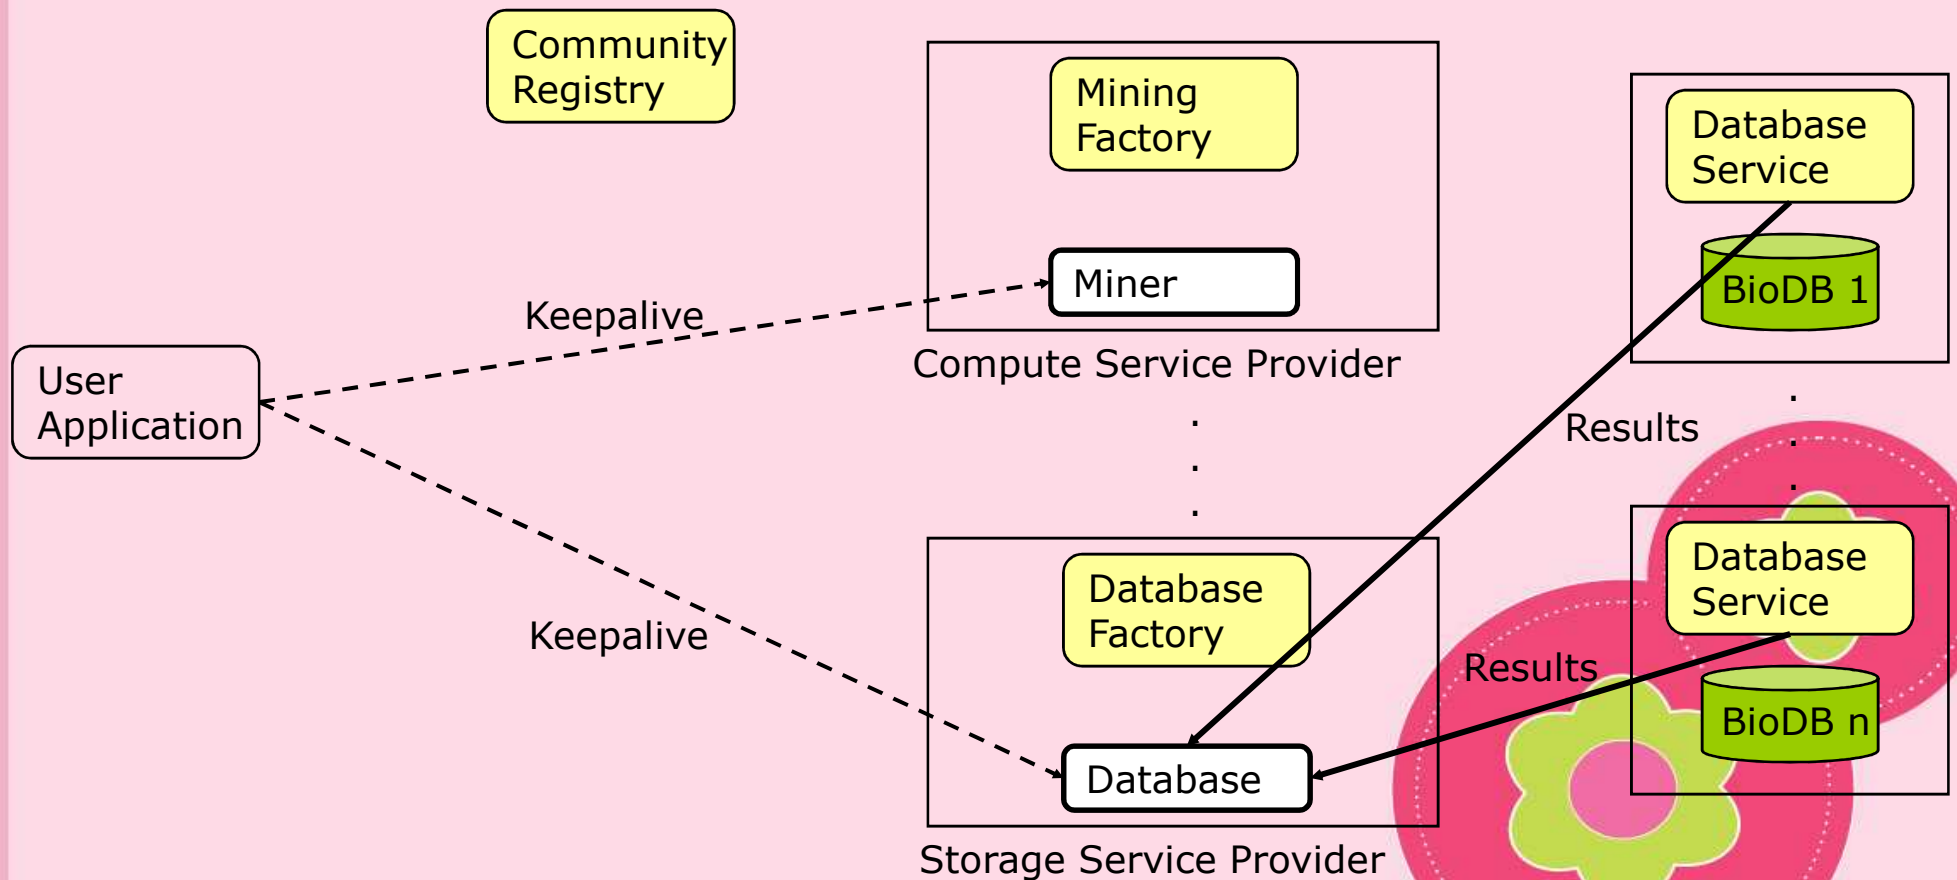 Community
Registry
Mining
Factory
Database
Service
BioDB 1
Miner
Keepalive
Compute Service Provider
User
Application
.
.
.
Results
.
.
.
Database
Factory
Database
Service
Keepalive
Results
BioDB n
Database
Storage Service Provider